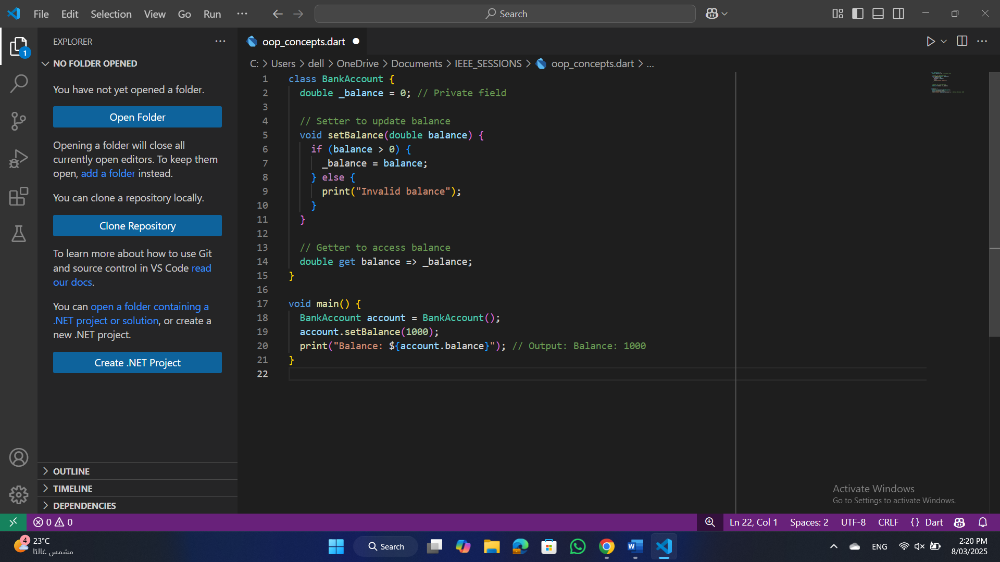 File Edit Selection View Go Run ... Search
EXPLORER ...
1
NO FOLDER OPENED
You have not yet opened a folder.
Open Folder
Opening a folder will close all
currently open editors. To keep them
open, add a folder instead.
You can clone a repository locally.
Clone Repository
To learn more about how to use Git
and source control in VS Code read
our docs.
You can open a folder containing a
.NET project or solution, or create a
new .NET project.
Create .NET Project
OUTLINE
TIMELINE
DEPENDENCIES
oop_concepts.dart
C: > Users > dell > OneDrive > Documents > IEEE_SESSIONS > oop_concepts.dart > ...
1 class BankAccount {
2   double _balance = 0; // Private field
3
4   // Setter to update balance
5   void setBalance(double balance) {
6     if (balance > 0) {
7       _balance = balance;
8     } else {
9       print("Invalid balance");
10     }
11   }
12
13   // Getter to access balance
14   double get balance => _balance;
15 }
16
17 void main() {
18   BankAccount account = BankAccount();
19   account.setBalance(1000);
20   print("Balance: ${account.balance}"); // Output: Balance: 1000
21 }
22
Activate Windows
Go to Settings to activate Windows.
0 0 Ln 22, Col 1 Spaces: 2 UTF-8 CRLF {} Dart
4 23°C
مشمس غالبًا
Search
ENG
2:20 PM
8/03/2025